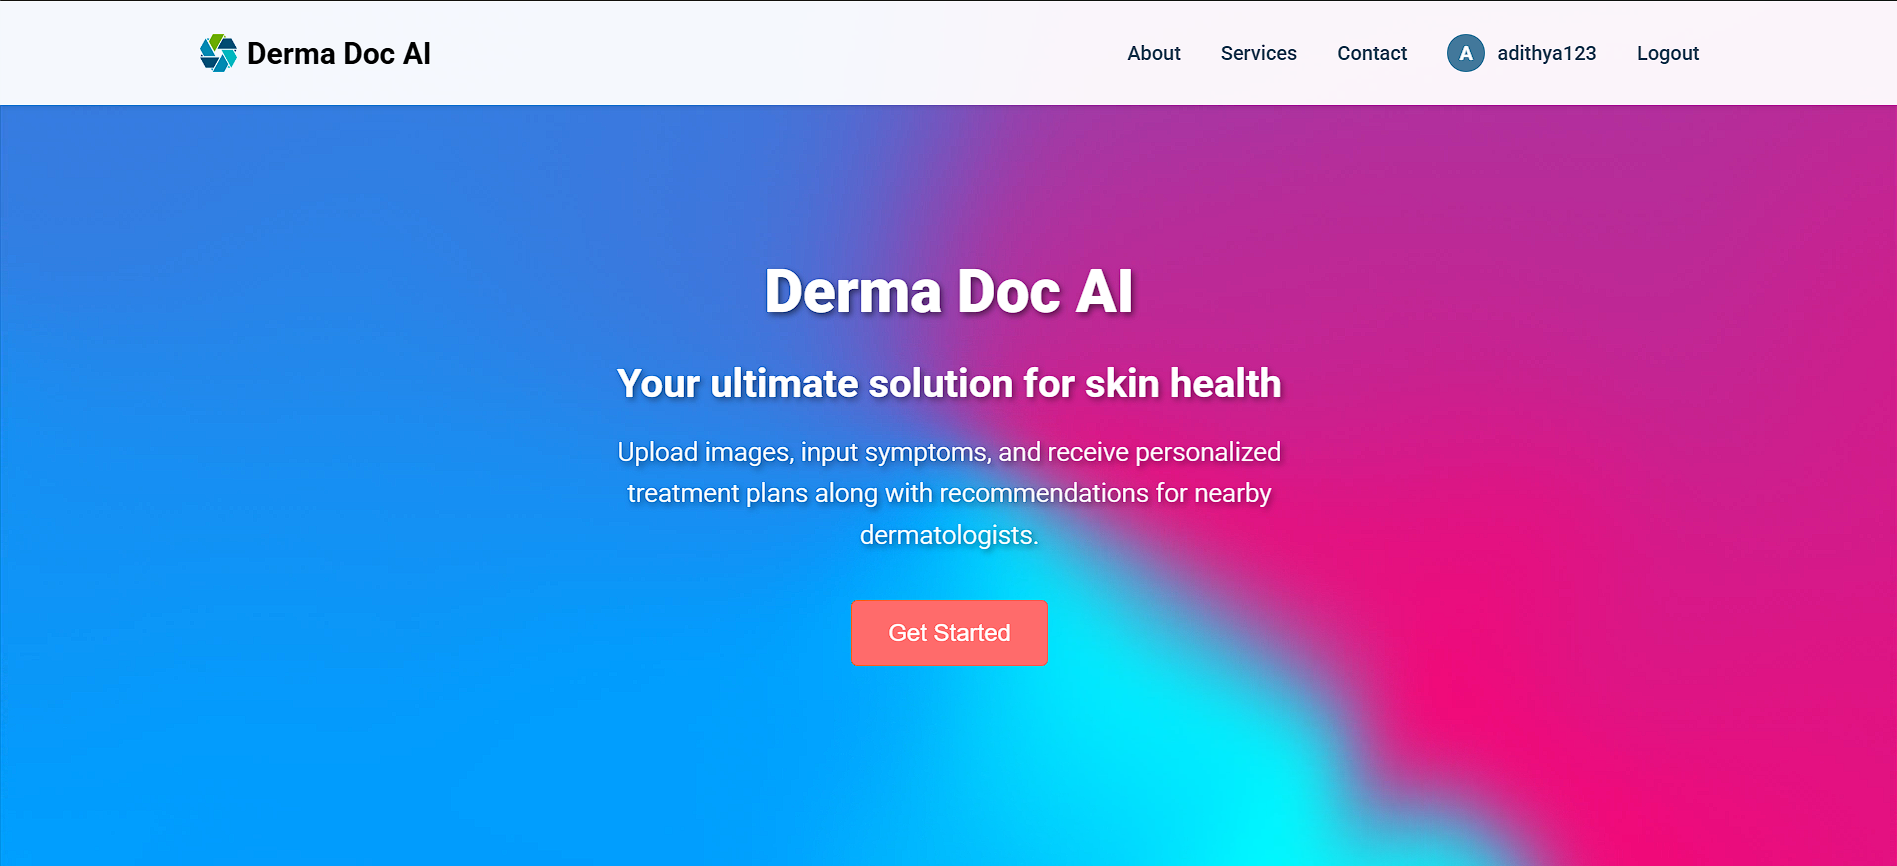 Derma Doc AI
About
Services
Contact
A
adithya123
Logout
Derma Doc AI
Your ultimate solution for skin health
Upload images, input symptoms, and receive personalized
treatment plans along with recommendations for nearby
dermatologists.
Get Started